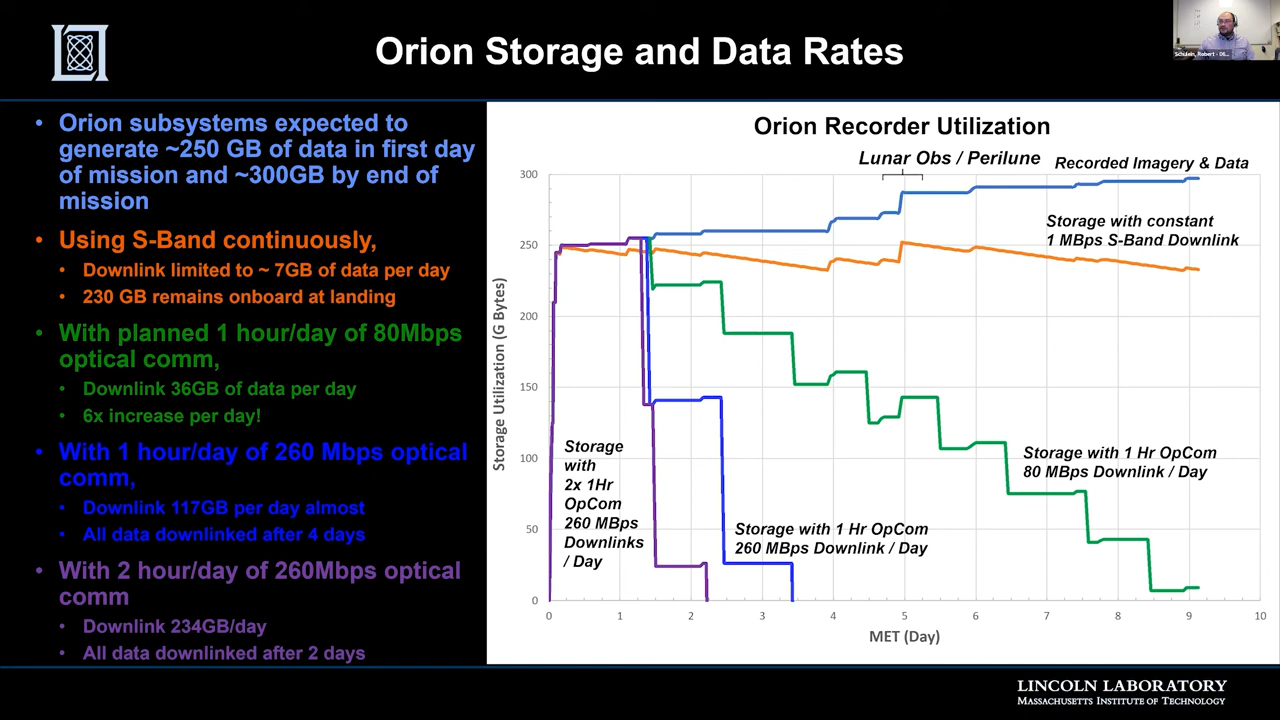 Orion Storage and Data Rates
Schulein, Robert - 06...
• Orion subsystems expected to
generate ~250 GB of data in first day
of mission and ~300GB by end of
mission
• Using S-Band continuously,
• Downlink limited to ~ 7GB of data per day
• 230 GB remains onboard at landing
• With planned 1 hour/day of 80Mbps
optical comm,
• Downlink 36GB of data per day
• 6x increase per day!
• With 1 hour/day of 260 Mbps optical
comm,
• Downlink 117GB per day almost
• All data downlinked after 4 days
• With 2 hour/day of 260Mbps optical
comm
• Downlink 234GB/day
• All data downlinked after 2 days
Orion Recorder Utilization
Lunar Obs / Perilune
Recorded Imagery & Data
Storage with constant
1 MBps S-Band Downlink
Storage
with
2x 1Hr
OpCom
260 MBps
Downlinks
/ Day
Storage with 1 Hr OpCom
260 MBps Downlink / Day
Storage with 1 Hr OpCom
80 MBps Downlink / Day
Storage Utilization (G Bytes)
300
250
200
150
100
50
0
0 1 2 3 4 5 6 7 8 9 10
MET (Day)
LINCOLN LABORATORY
MASSACHUSETTS INSTITUTE OF TECHNOLOGY